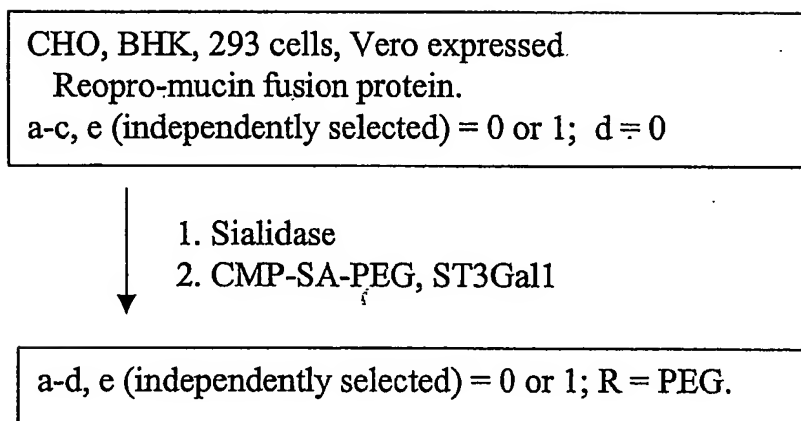 CHO, BHK, 293 cells, Vero expressed
Reopro-mucin fusion protein.
a-c, e (independently selected) = 0 or 1; d = 0
1. Sialidase
2. CMP-SA-PEG, ST3Gal1
a-d, e (independently selected) = 0 or 1; R = PEG.